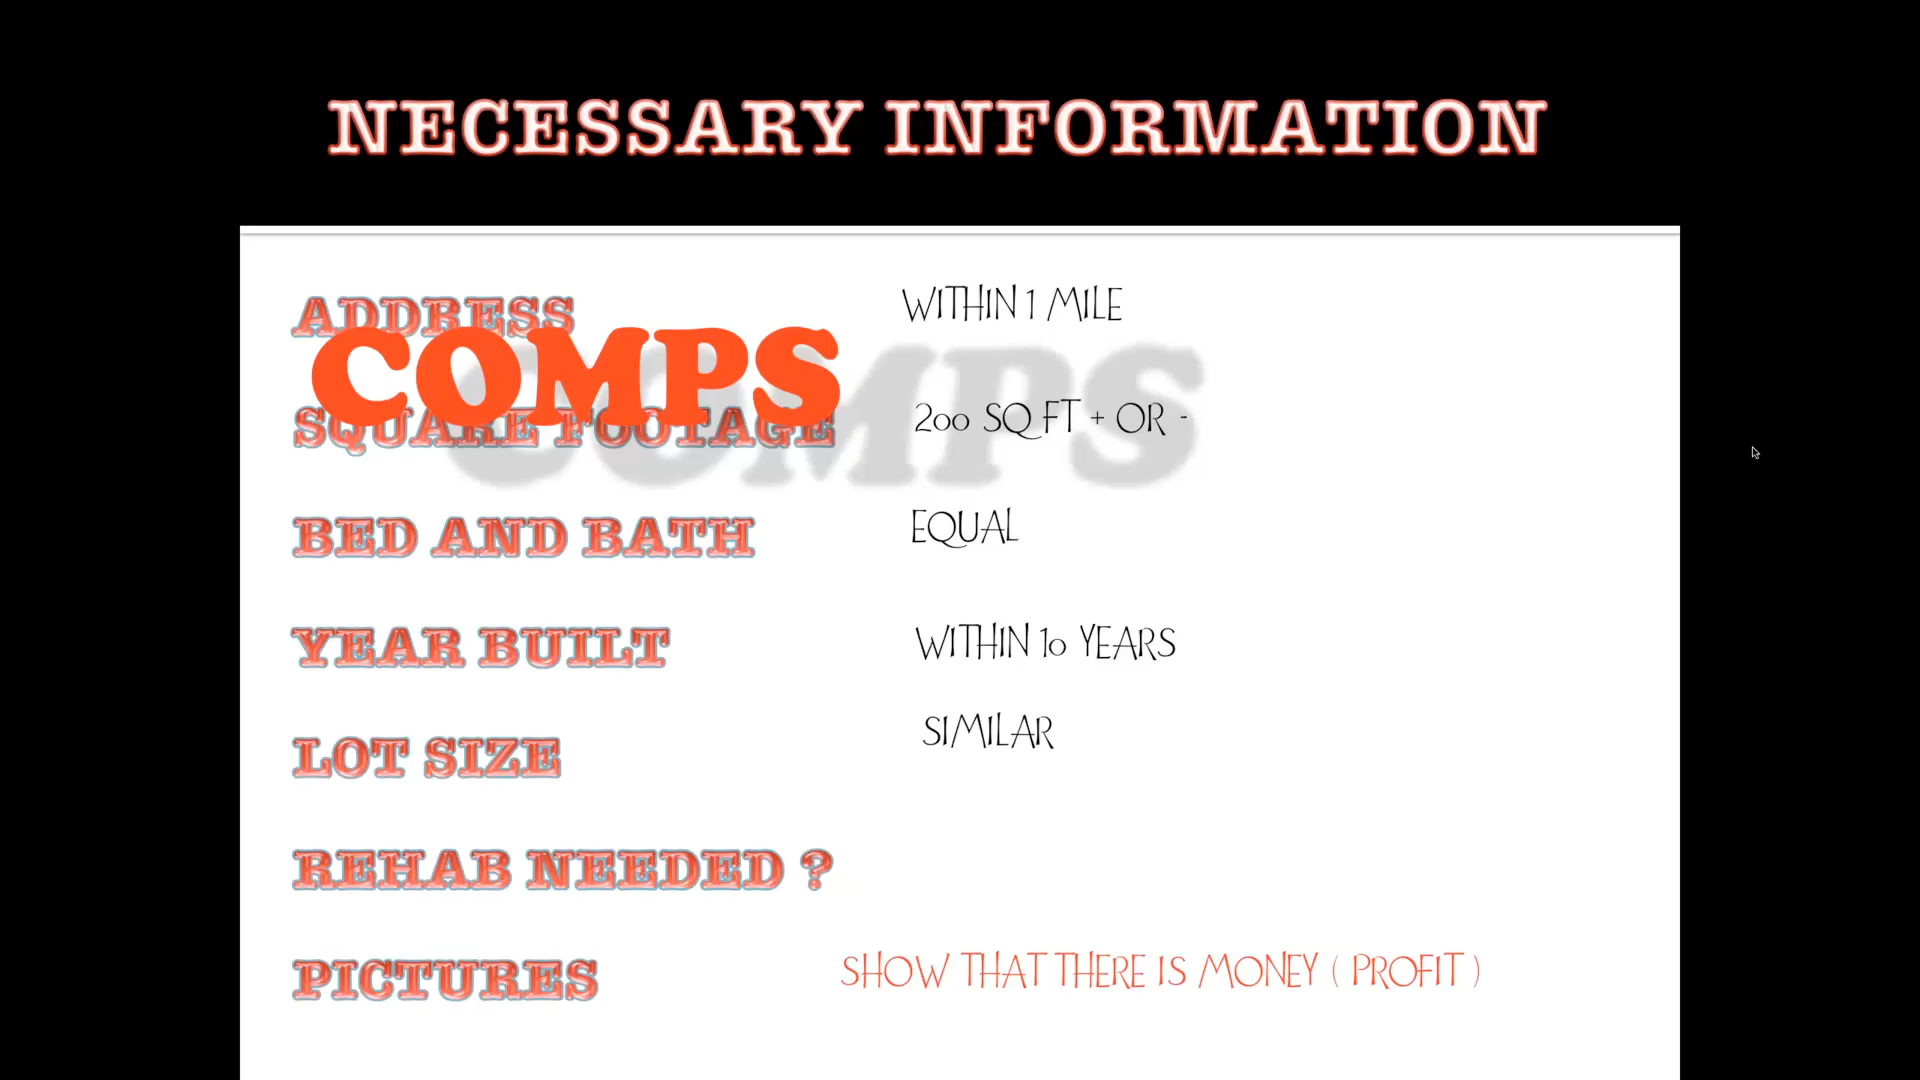 NECESSARY INFORMATION
ADDRESS
WITHIN 1 MILE
COMPS
COMPS
SQUARE FOOTAGE
200 SQ FT + OR -
BED AND BATH
EQUAL
YEAR BUILT
WITHIN 10 YEARS
SIMILAR
LOT SIZE
REHAB NEEDED ?
PICTURES
SHOW THAT THERE IS MONEY ( PROFIT )